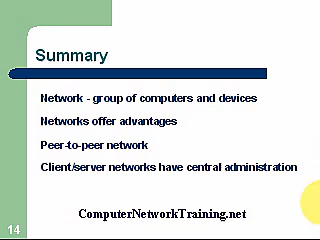 Summary
Network - group of computers and devices
Networks offer advantages
Peer-to-peer network
Client/server networks have central administration
ComputerNetworkTraining.net
14